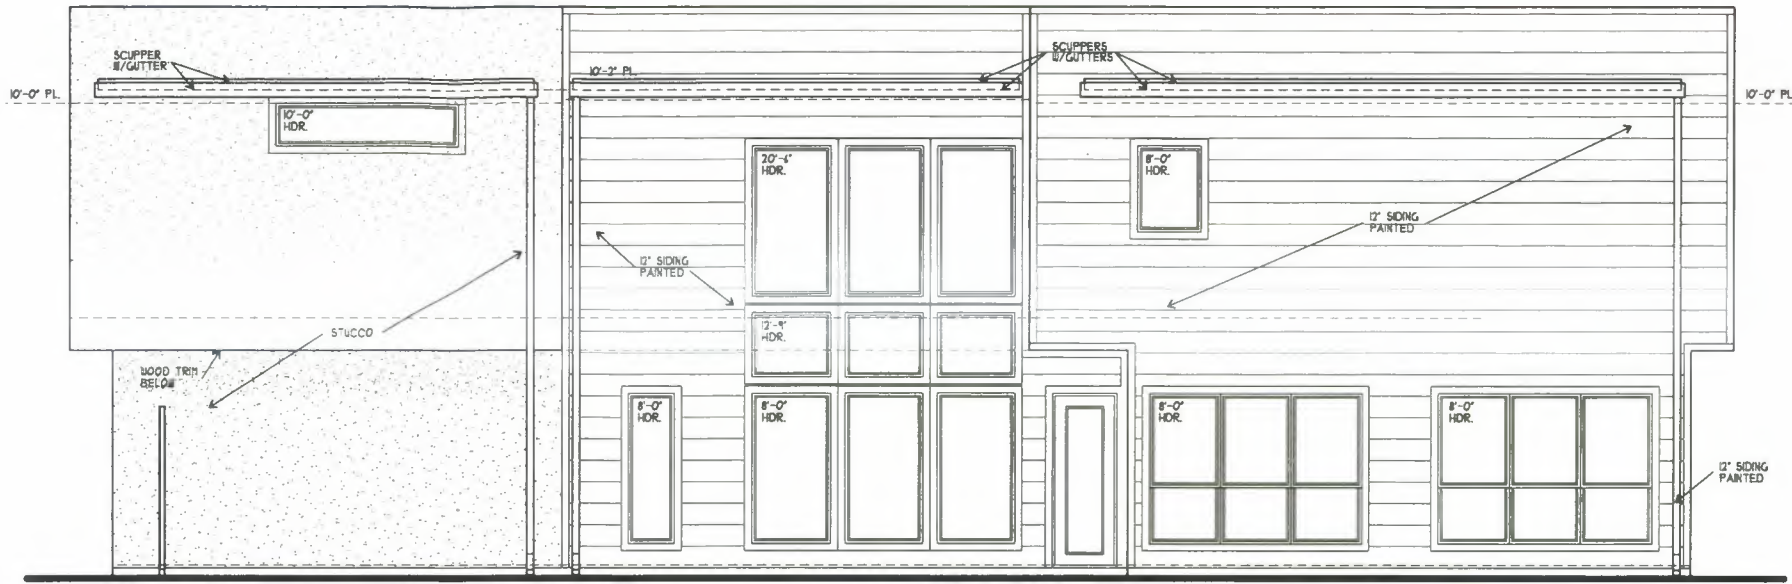 SCUPPER
W/GUTTER
10'-2" PL.
SCUPPERS
W/GUTTERS
10'-0" PL.
10'-0" PL.
10'-0"
HDR.
20'-6"
HDR.
8'-0"
HDR.
12" SIDING
PAINTED
12" SIDING
PAINTED
STUCCO
12'-9"
HDR.
WOOD TRIM
BELOW
8'-0"
HDR.
8'-0"
HDR.
8'-0"
HDR.
8'-0"
HDR.
12" SIDING
PAINTED